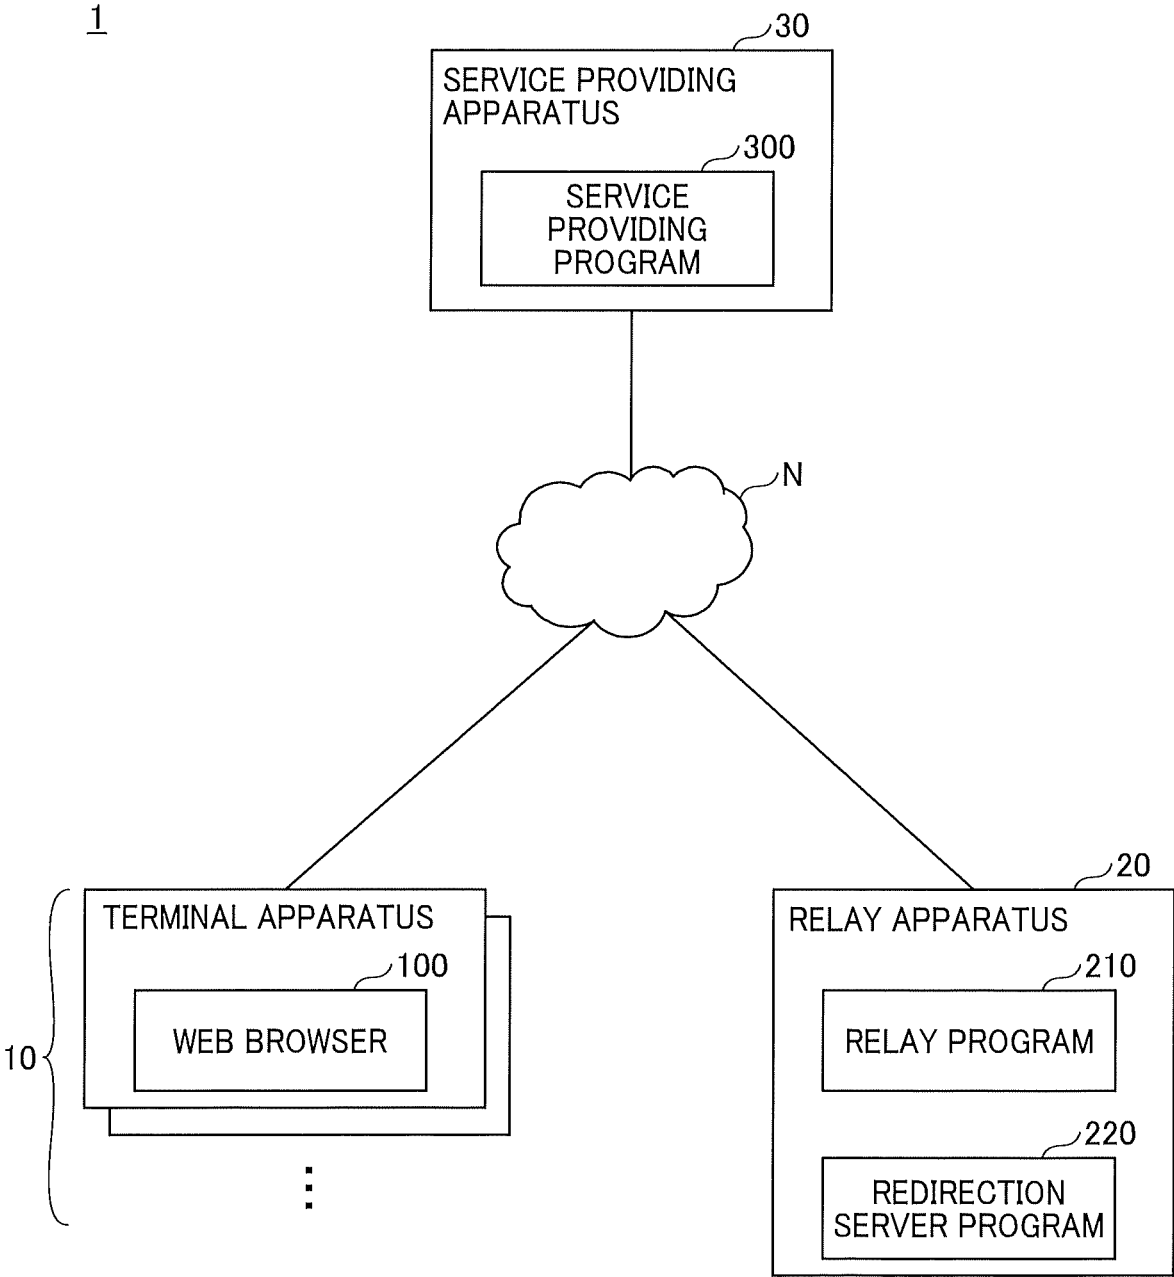 1
30
SERVICE PROVIDING
APPARATUS
300
SERVICE
PROVIDING
PROGRAM
N
10
TERMINAL APPARATUS
100
WEB BROWSER
20
RELAY APPARATUS
210
RELAY PROGRAM
220
REDIRECTION
SERVER PROGRAM